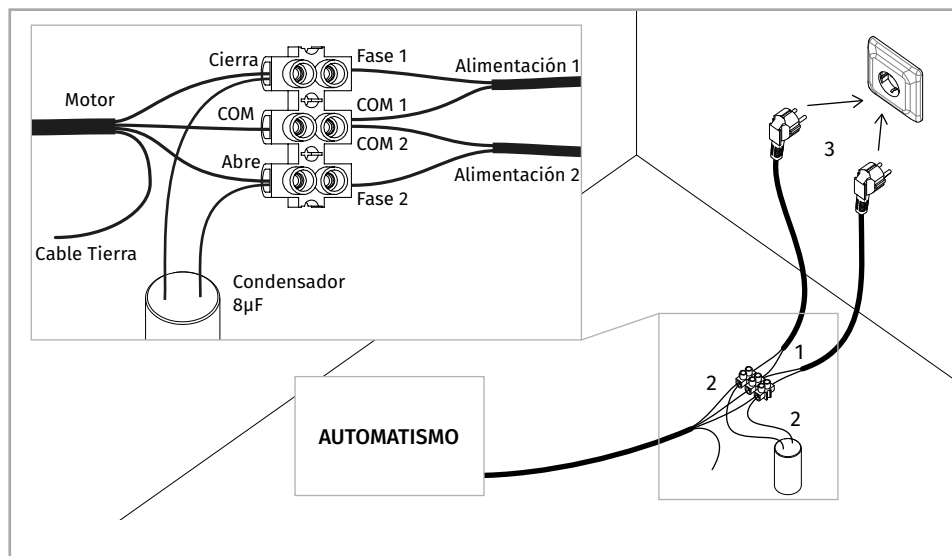 Cierra
Fase 1
Alimentación 1
Motor
COM
COM 1
COM 2
Abre
Alimentación 2
Fase 2
Cable Tierra
Condensador
8µF
3
1
2
2
AUTOMATISMO